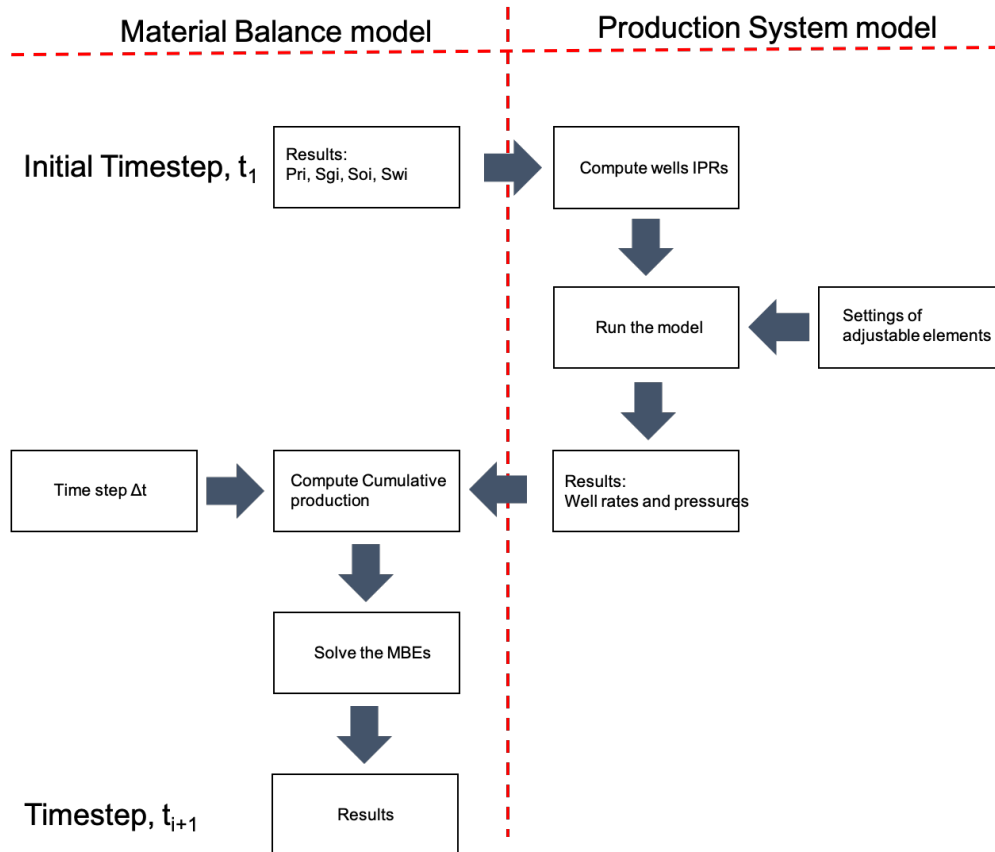 Material Balance model
Production System model
Initial Timestep, t₁
Results:
Pri, Sgi, Soi, Swi
Compute wells IPRs
Run the model
Settings of
adjustable elements
Time step Δt
Compute Cumulative
production
Results:
Well rates and pressures
Solve the MBEs
Timestep, tᵢ₊₁
Results